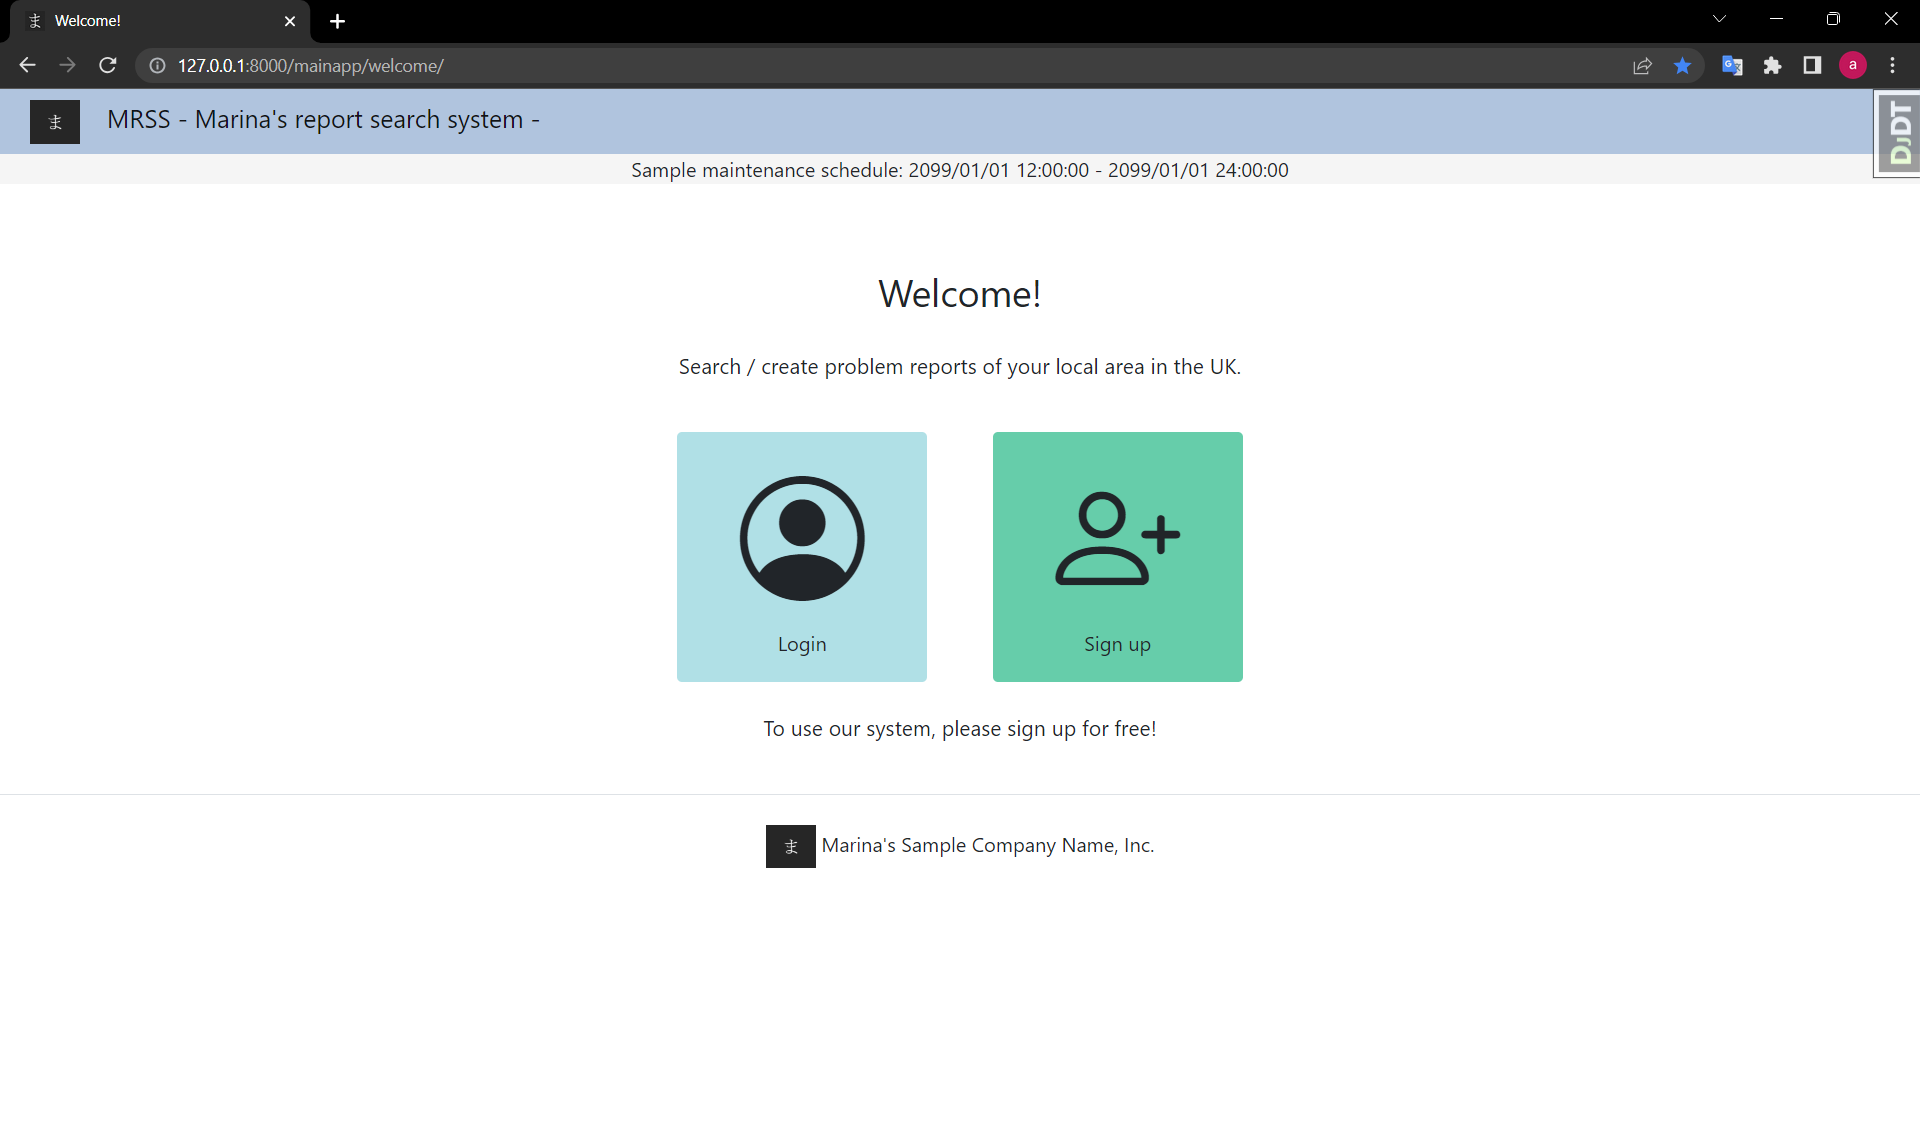 ま Welcome!
127.0.0.1:8000/mainapp/welcome/
a
ま MRSS - Marina's report search system -
DJDT
Sample maintenance schedule: 2099/01/01 12:00:00 - 2099/01/01 24:00:00
Welcome!
Search / create problem reports of your local area in the UK.
Login
Sign up
To use our system, please sign up for free!
ま Marina's Sample Company Name, Inc.